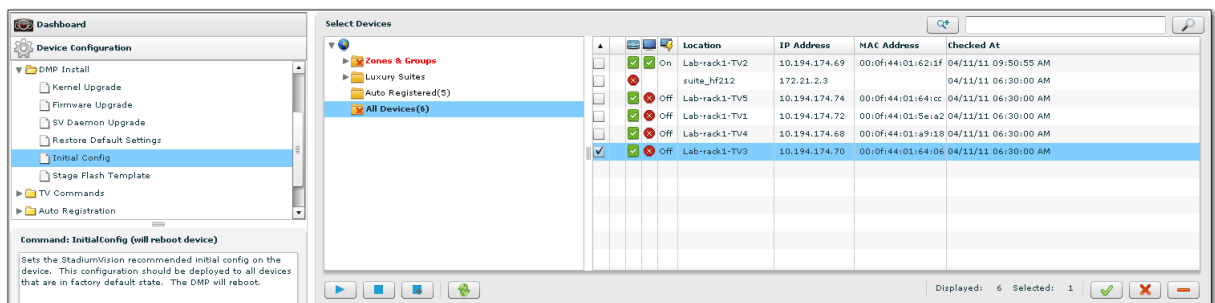 Dashboard
Device Configuration
DMP Install
Kernel Upgrade
Firmware Upgrade
SV Daemon Upgrade
Restore Default Settings
Initial Config
Stage Flash Template
TV Commands
Auto Registration
Command: InitialConfig (will reboot device)
Sets the StadiumVision recommended initial config on the
device. This configuration should be deployed to all devices
that are in factory default state. The DMP will reboot.
Select Devices
Zones & Groups
Luxury Suites
Auto Registered(5)
All Devices(6)
Location IP Address MAC Address Checked At
On Lab-rack1-TV2 10.194.174.69 00:0f:44:01:62:1f 04/11/11 09:50:55 AM
suite_hf212 172.21.2.3 04/11/11 06:30:00 AM
Off Lab-rack1-TV5 10.194.174.74 00:0f:44:01:64:cc 04/11/11 06:30:00 AM
Off Lab-rack1-TV1 10.194.174.72 00:0f:44:01:5e:a2 04/11/11 06:30:00 AM
Off Lab-rack1-TV4 10.194.174.68 00:0f:44:01:a9:18 04/11/11 06:30:00 AM
Off Lab-rack1-TV3 10.194.174.70 00:0f:44:01:64:06 04/11/11 06:30:00 AM
Displayed: 6 Selected: 1